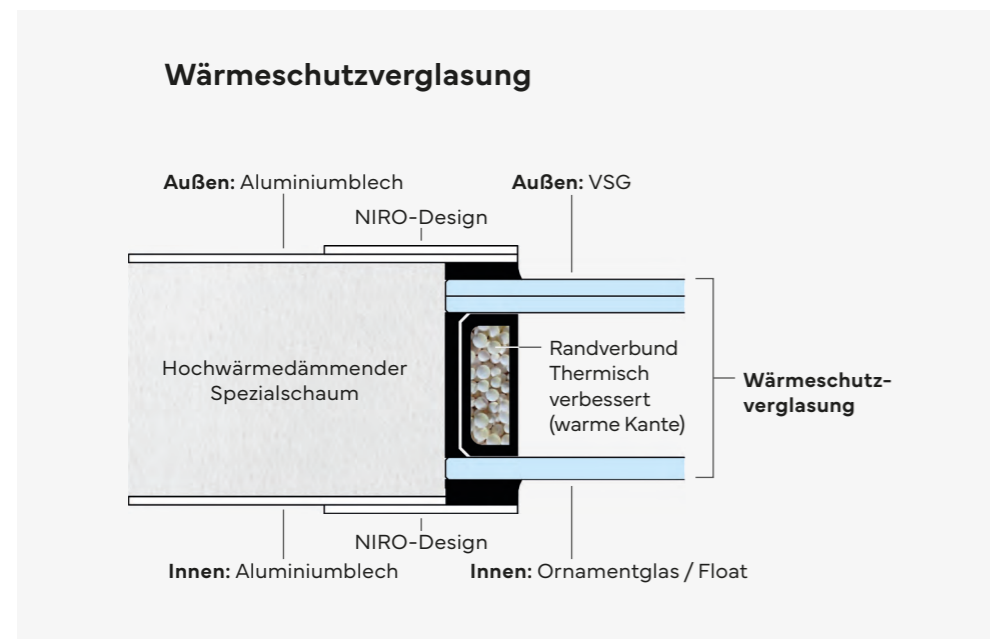 Wärmeschutzverglasung
Außen: Aluminiumblech
Außen: VSG
NIRO-Design
Hochwärmedämmender
Spezialschaum
Randverbund
Thermisch
verbessert
(warme Kante)
Wärmeschutz-
verglasung
NIRO-Design
Innen: Aluminiumblech
Innen: Ornamentglas / Float